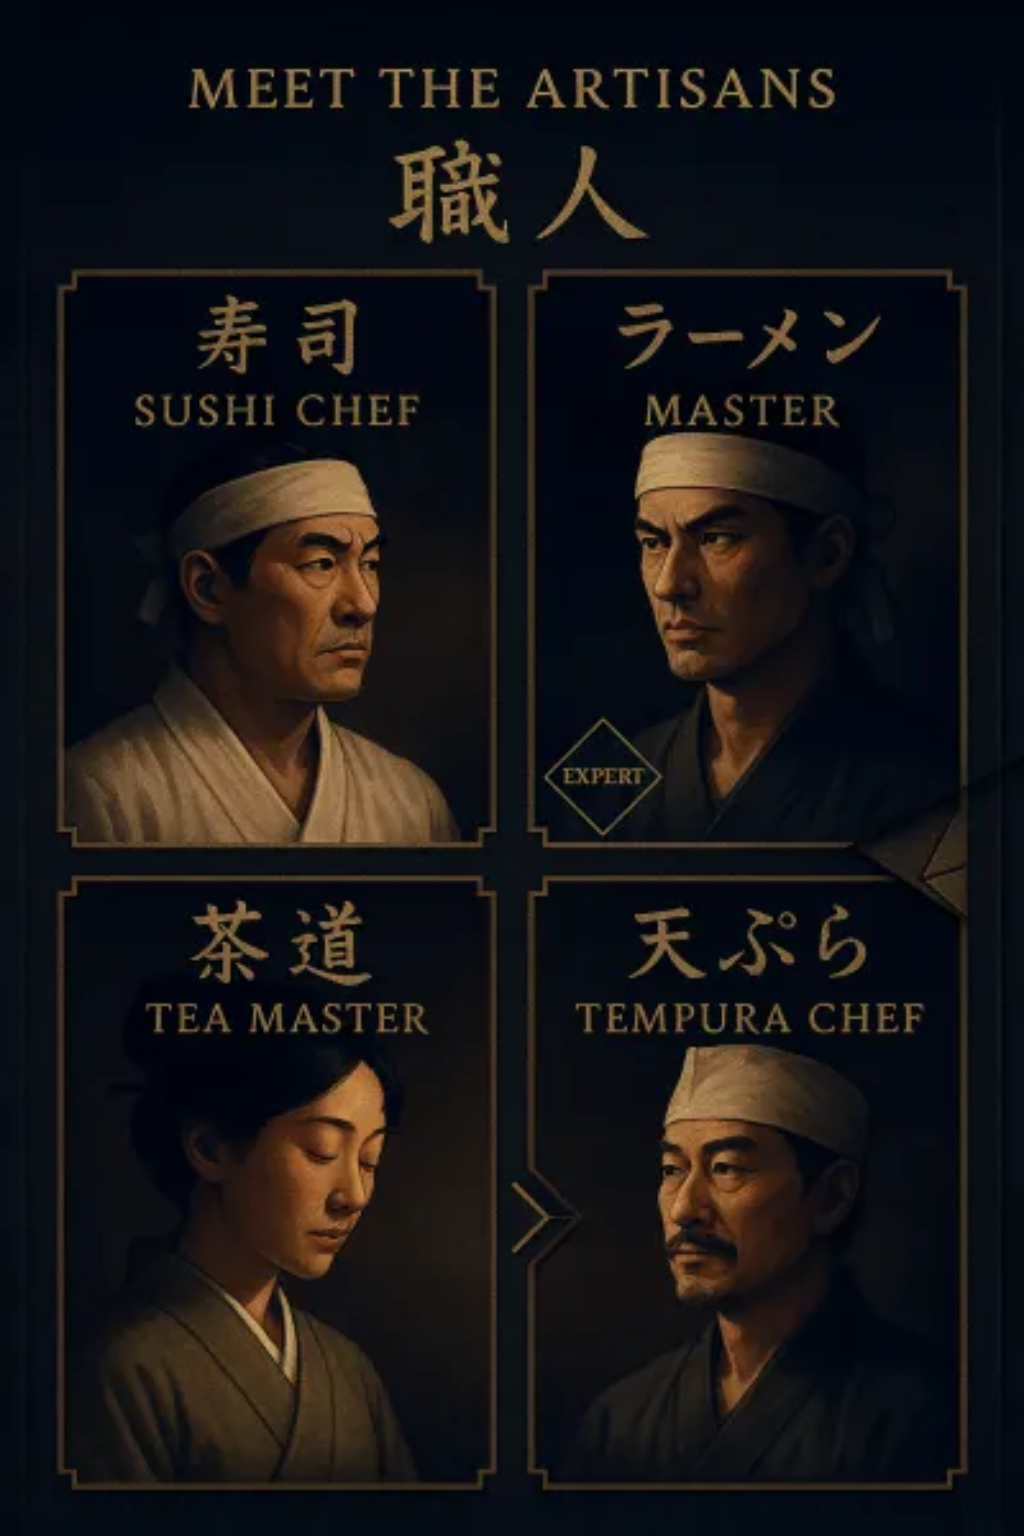 MEET THE ARTISANS
職人
寿司
SUSHI CHEF
ラーメン
MASTER
EXPERT
茶道
TEA MASTER
天ぷら
TEMPURA CHEF